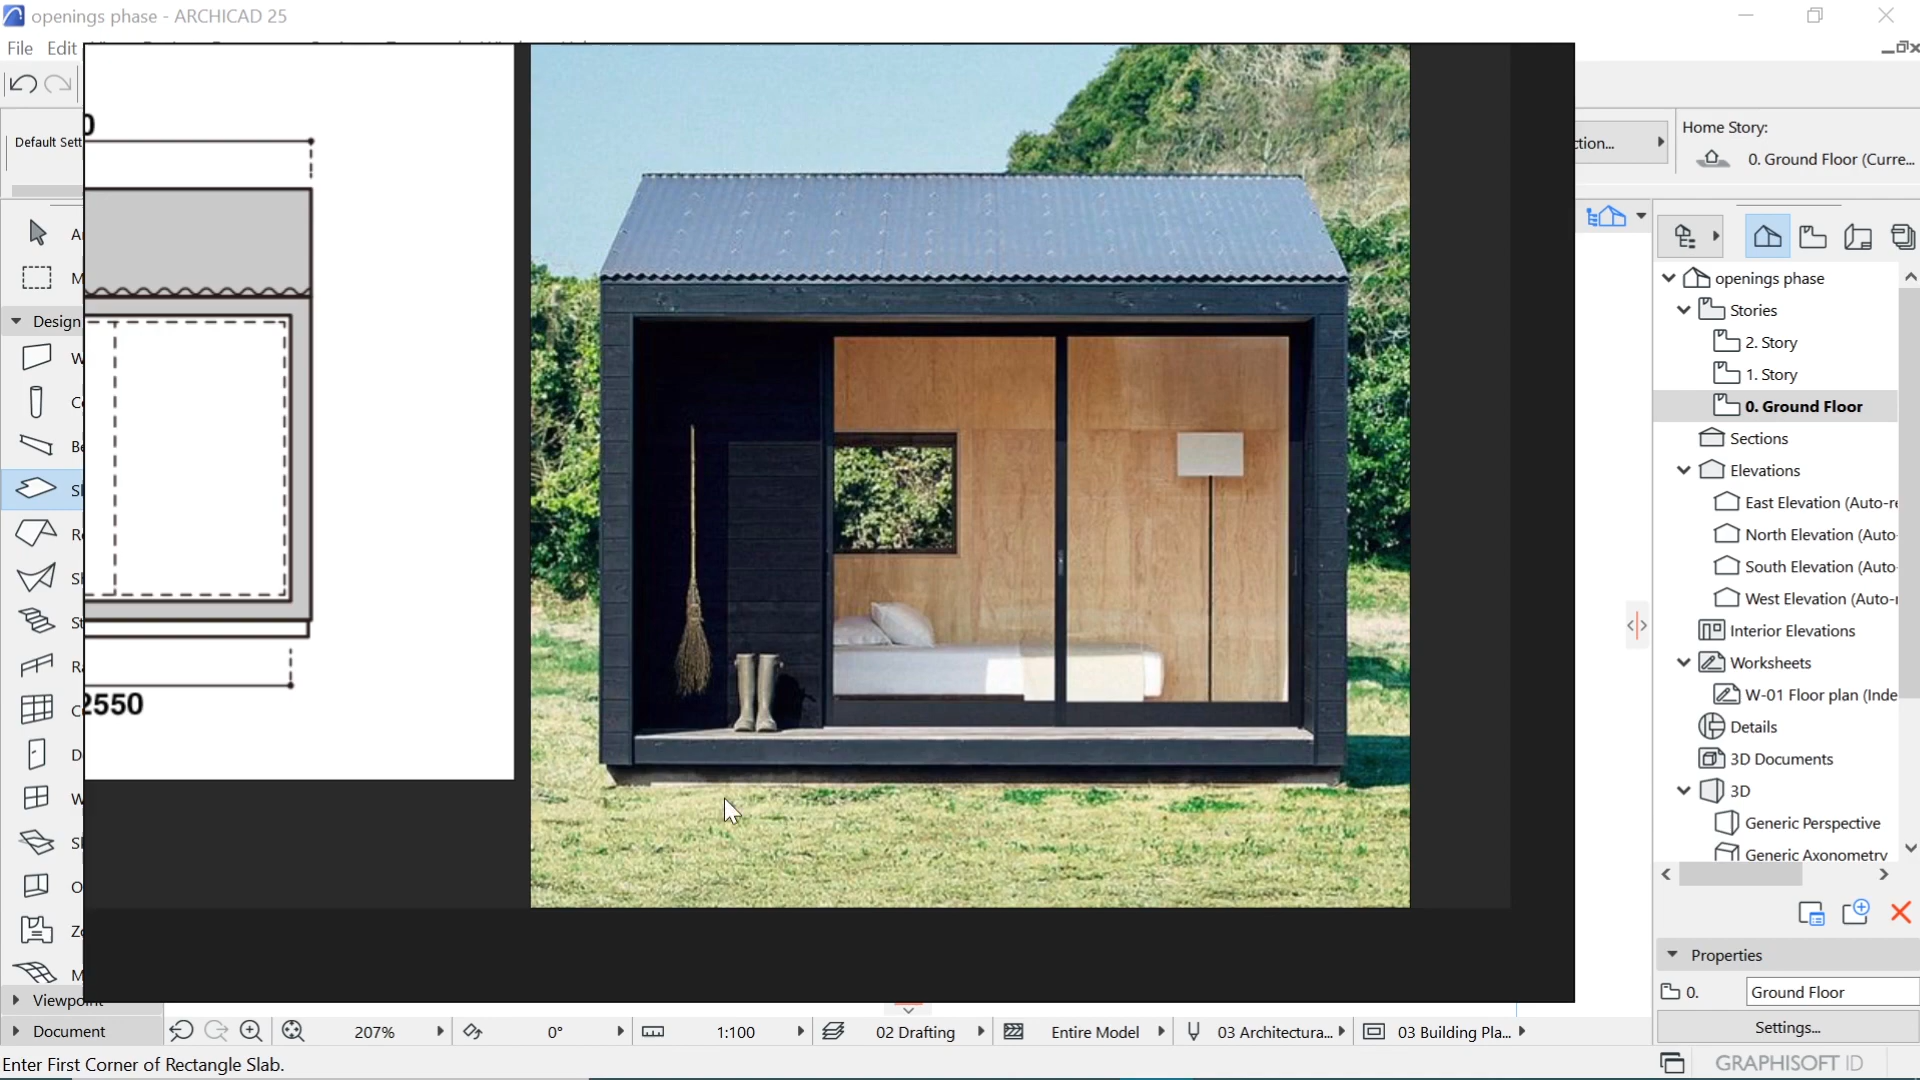 openings phase - ARCHICAD 25
File Edit
Default Sett
ction...
Home Story:
0. Ground Floor (Curre...
Design
2550
openings phase
Stories
2. Story
1. Story
0. Ground Floor
Sections
Elevations
East Elevation (Auto-re
North Elevation (Auto-
South Elevation (Auto-
West Elevation (Auto-r
Interior Elevations
Worksheets
W-01 Floor plan (Inde
Details
3D Documents
3D
Generic Perspective
Generic Axonometry
Properties
0.
Ground Floor
Settings...
Viewpoint
Document
207%
0°
1:100
02 Drafting
Entire Model
03 Architectura...
03 Building Pla...
Enter First Corner of Rectangle Slab.
GRAPHISOFT ID